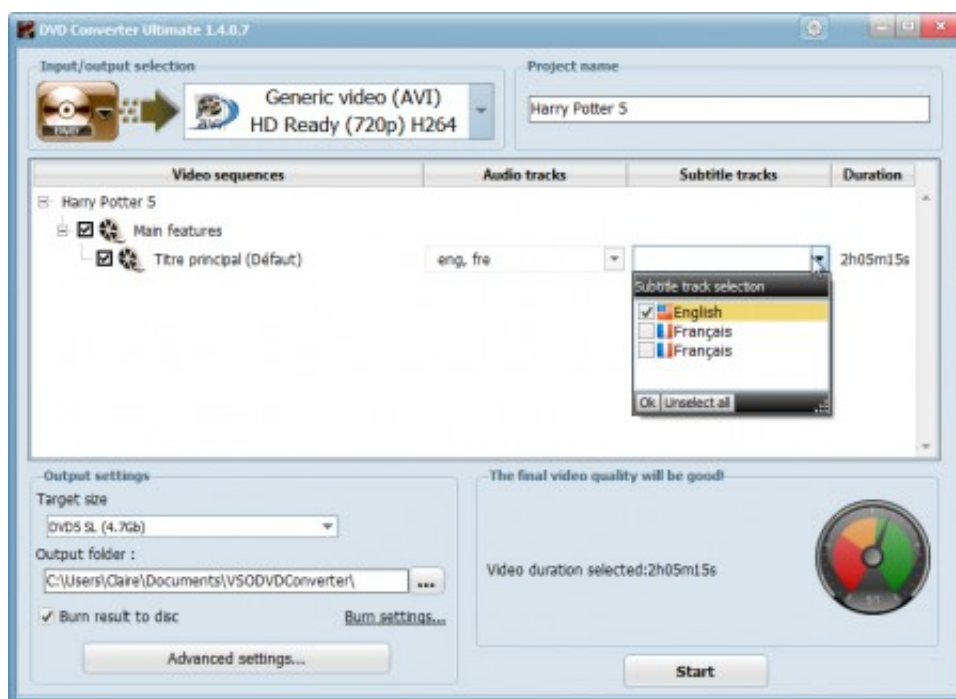 DVD Converter Ultimate 1.4.0.7
Input/output selection
Project name
Generic video (AVI)
HD Ready (720p) H264
Harry Potter 5
Video sequences Audio tracks Subtitle tracks Duration
Harry Potter 5
Main features
Titre principal (Défaut) eng, fre 2h05m15s
Subtitle track selection
English
Français
Français
Ok Unselect all
Output settings
The final video quality will be good!
Target size
DVD5 SL (4.7Gb)
Output folder :
C:\Users\Claire\Documents\VSODVDConverter\ ...
Video duration selected:2h05m15s
Burn result to disc Burn settings...
Advanced settings...
Start